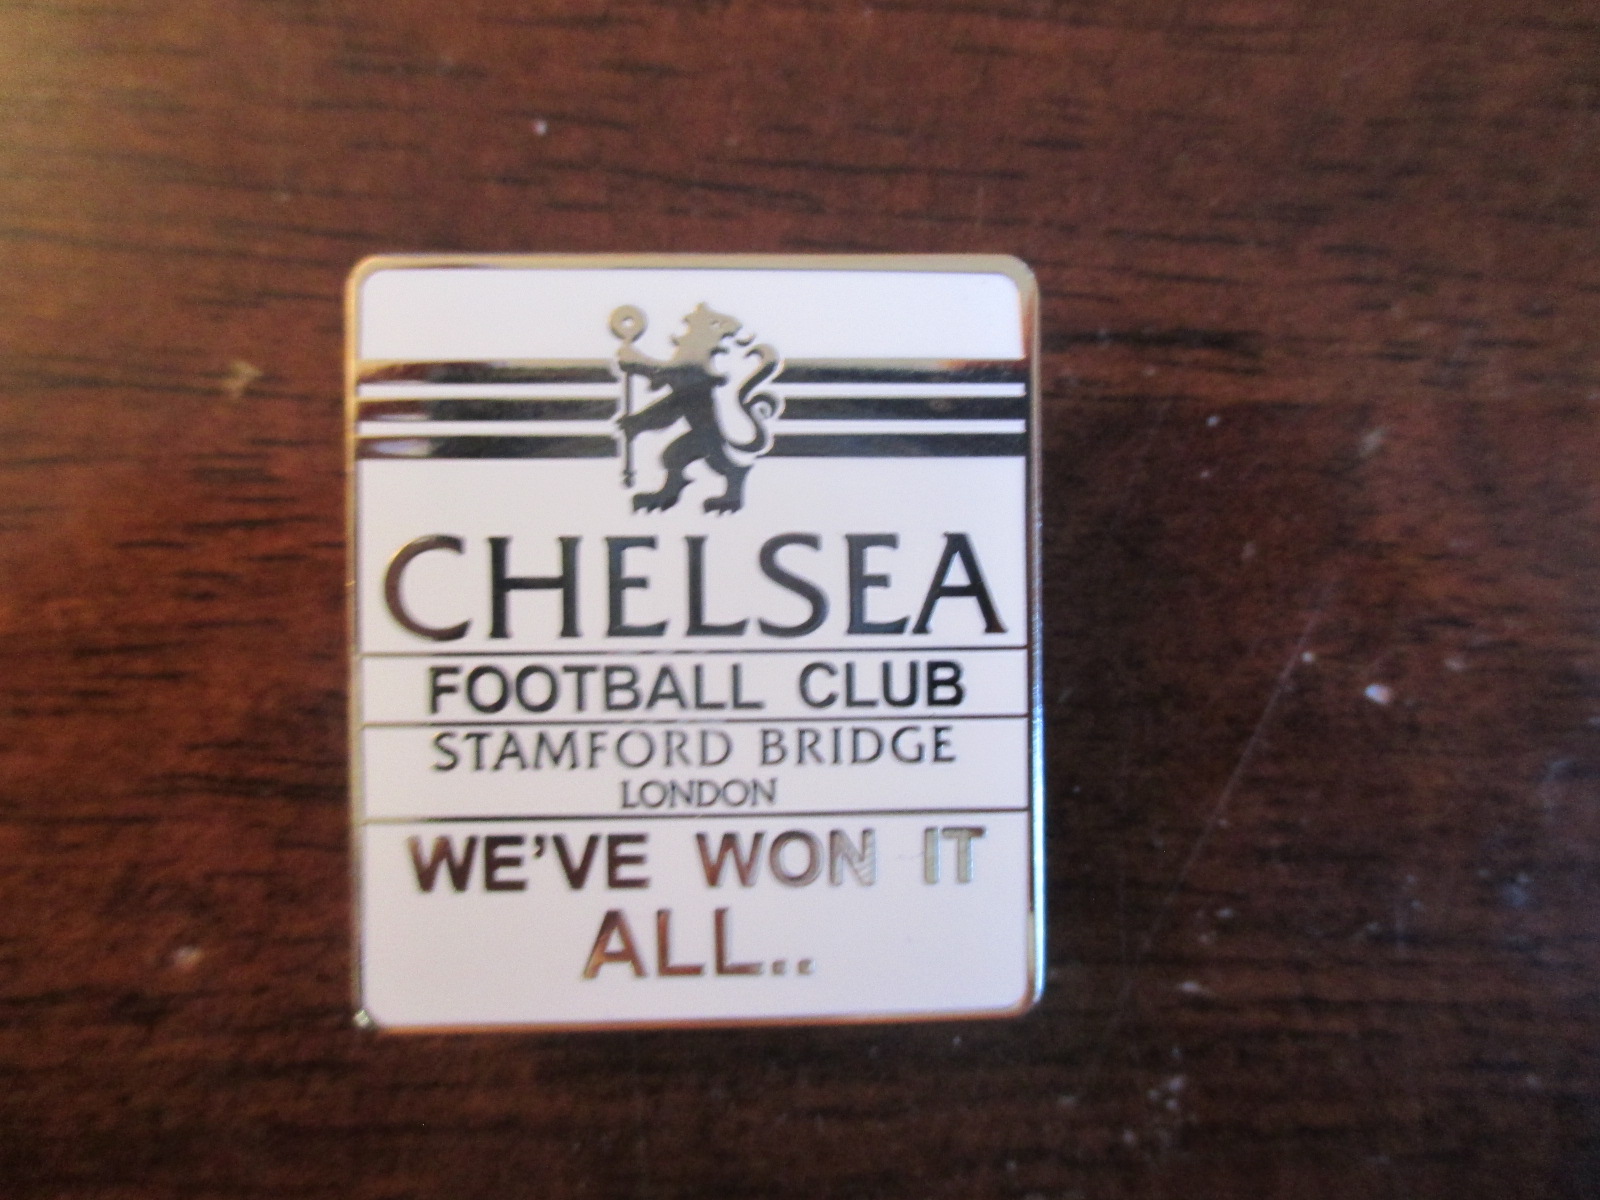 CHELSEA
FOOTBALL CLUB
STAMFORD BRIDGE
LONDON
WE'VE WON IT
ALL..